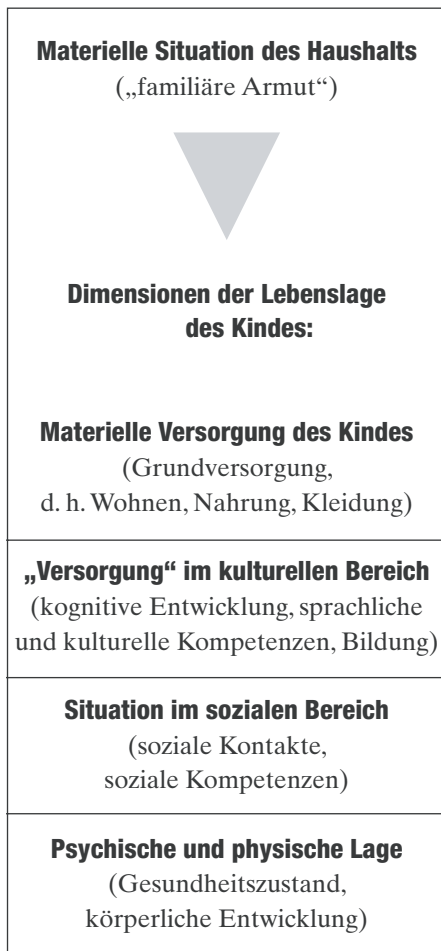 Materielle Situation des Haushalts
(„familiäre Armut“)
Dimensionen der Lebenslage
des Kindes:
Materielle Versorgung des Kindes
(Grundversorgung,
d. h. Wohnen, Nahrung, Kleidung)
„Versorgung“ im kulturellen Bereich
(kognitive Entwicklung, sprachliche
und kulturelle Kompetenzen, Bildung)
Situation im sozialen Bereich
(soziale Kontakte,
soziale Kompetenzen)
Psychische und physische Lage
(Gesundheitszustand,
körperliche Entwicklung)